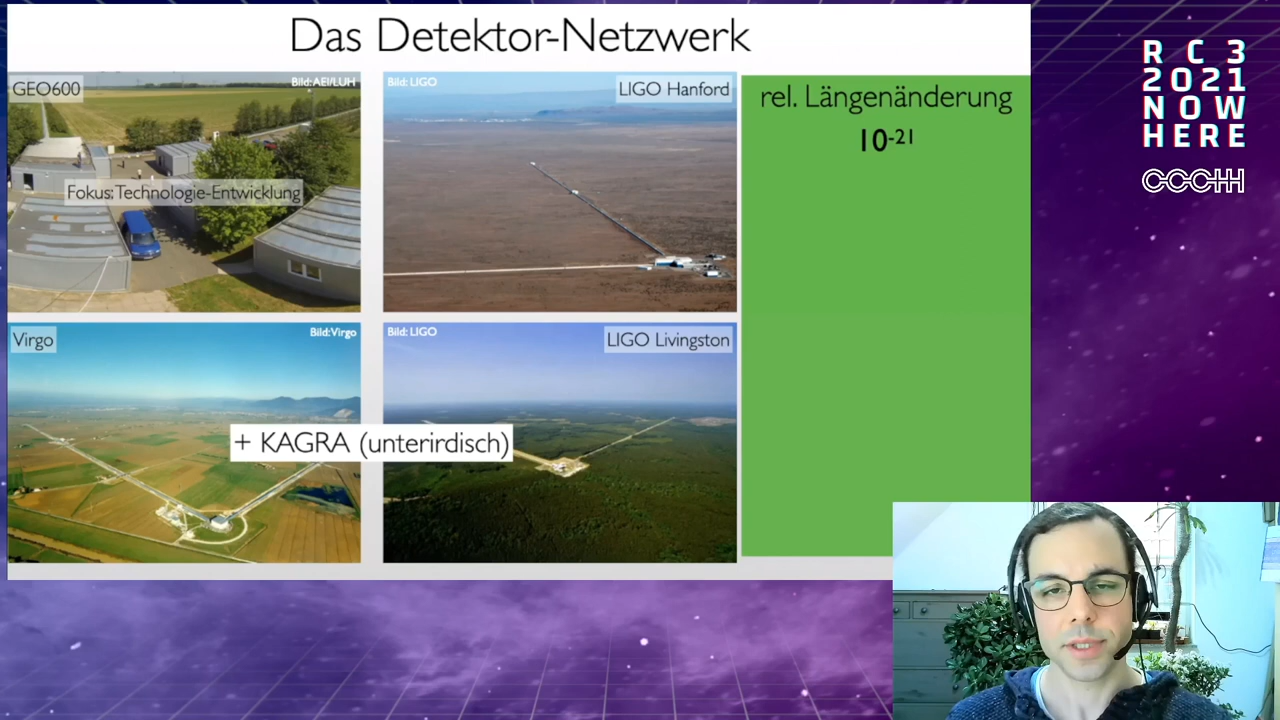 Das Detektor-Netzwerk
GEO600
Bild: AEI/LUH
Fokus: Technologie-Entwicklung
Bild: LIGO
LIGO Hanford
rel. Längenänderung
10-21
Virgo
Bild: Virgo
Bild: LIGO
LIGO Livingston
+ KAGRA (unterirdisch)
RC3
2021
NOW
HERE
CCCHH